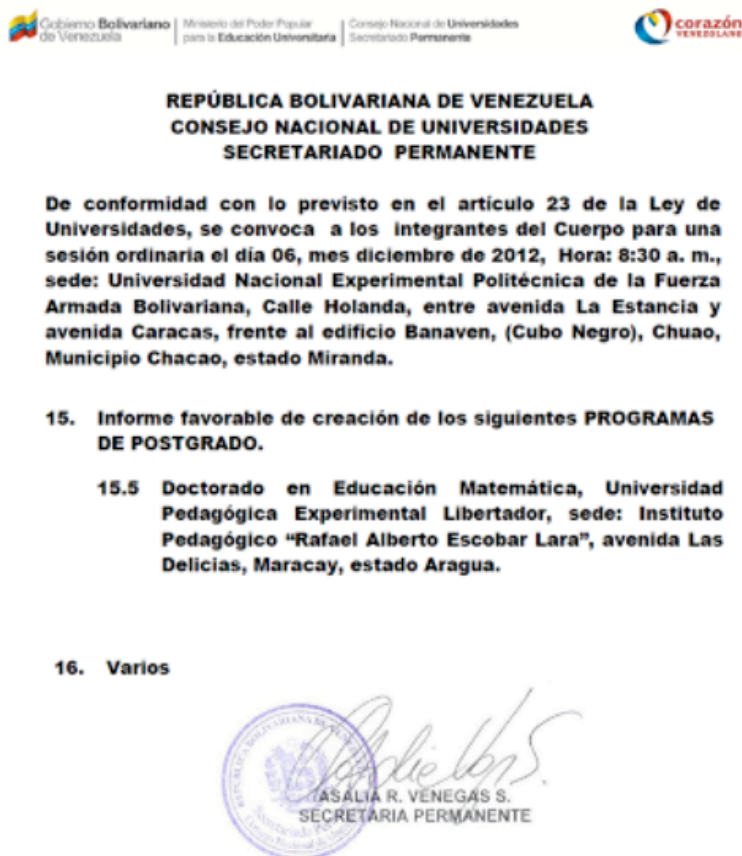 Gobierno Bolivariano | Ministerio del Poder Popular | Consejo Nacional de Universidades
de Venezuela | para la Educación Universitaria | Secretariado Permanente
corazón
VENEZOLANO
REPÚBLICA BOLIVARIANA DE VENEZUELA
CONSEJO NACIONAL DE UNIVERSIDADES
SECRETARIADO PERMANENTE
De conformidad con lo previsto en el artículo 23 de la Ley de
Universidades, se convoca a los integrantes del Cuerpo para una
sesión ordinaria el día 06, mes diciembre de 2012, Hora: 8:30 a. m.,
sede: Universidad Nacional Experimental Politécnica de la Fuerza
Armada Bolivariana, Calle Holanda, entre avenida La Estancia y
avenida Caracas, frente al edificio Banaven, (Cubo Negro), Chuao,
Municipio Chacao, estado Miranda.
15. Informe favorable de creación de los siguientes PROGRAMAS
DE POSTGRADO.
15.5 Doctorado en Educación Matemática, Universidad
Pedagógica Experimental Libertador, sede: Instituto
Pedagógico “Rafael Alberto Escobar Lara”, avenida Las
Delicias, Maracay, estado Aragua.
16. Varios
REPÚBLICA BOLIVARIANA DE
ASALIA R. VENEGAS S.
SECRETARIA PERMANENTE